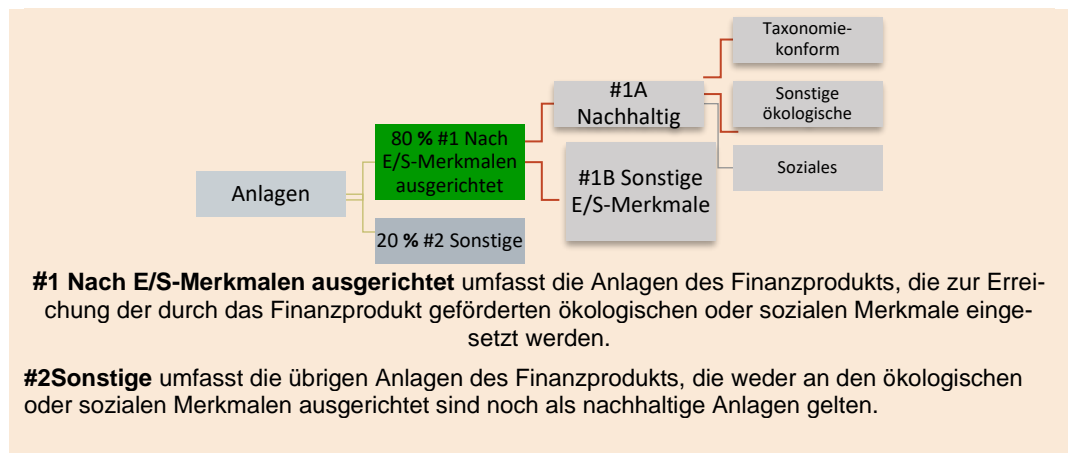 Taxonomie-
konform
#1A
Nachhaltig
Sonstige
ökologische
80 % #1 Nach
E/S-Merkmalen
ausgerichtet
Soziales
#1B Sonstige
E/S-Merkmale
Anlagen
20 % #2 Sonstige
#1 Nach E/S-Merkmalen ausgerichtet umfasst die Anlagen des Finanzprodukts, die zur Errei-
chung der durch das Finanzprodukt geförderten ökologischen oder sozialen Merkmale einge-
setzt werden.
#2Sonstige umfasst die übrigen Anlagen des Finanzprodukts, die weder an den ökologischen
oder sozialen Merkmalen ausgerichtet sind noch als nachhaltige Anlagen gelten.